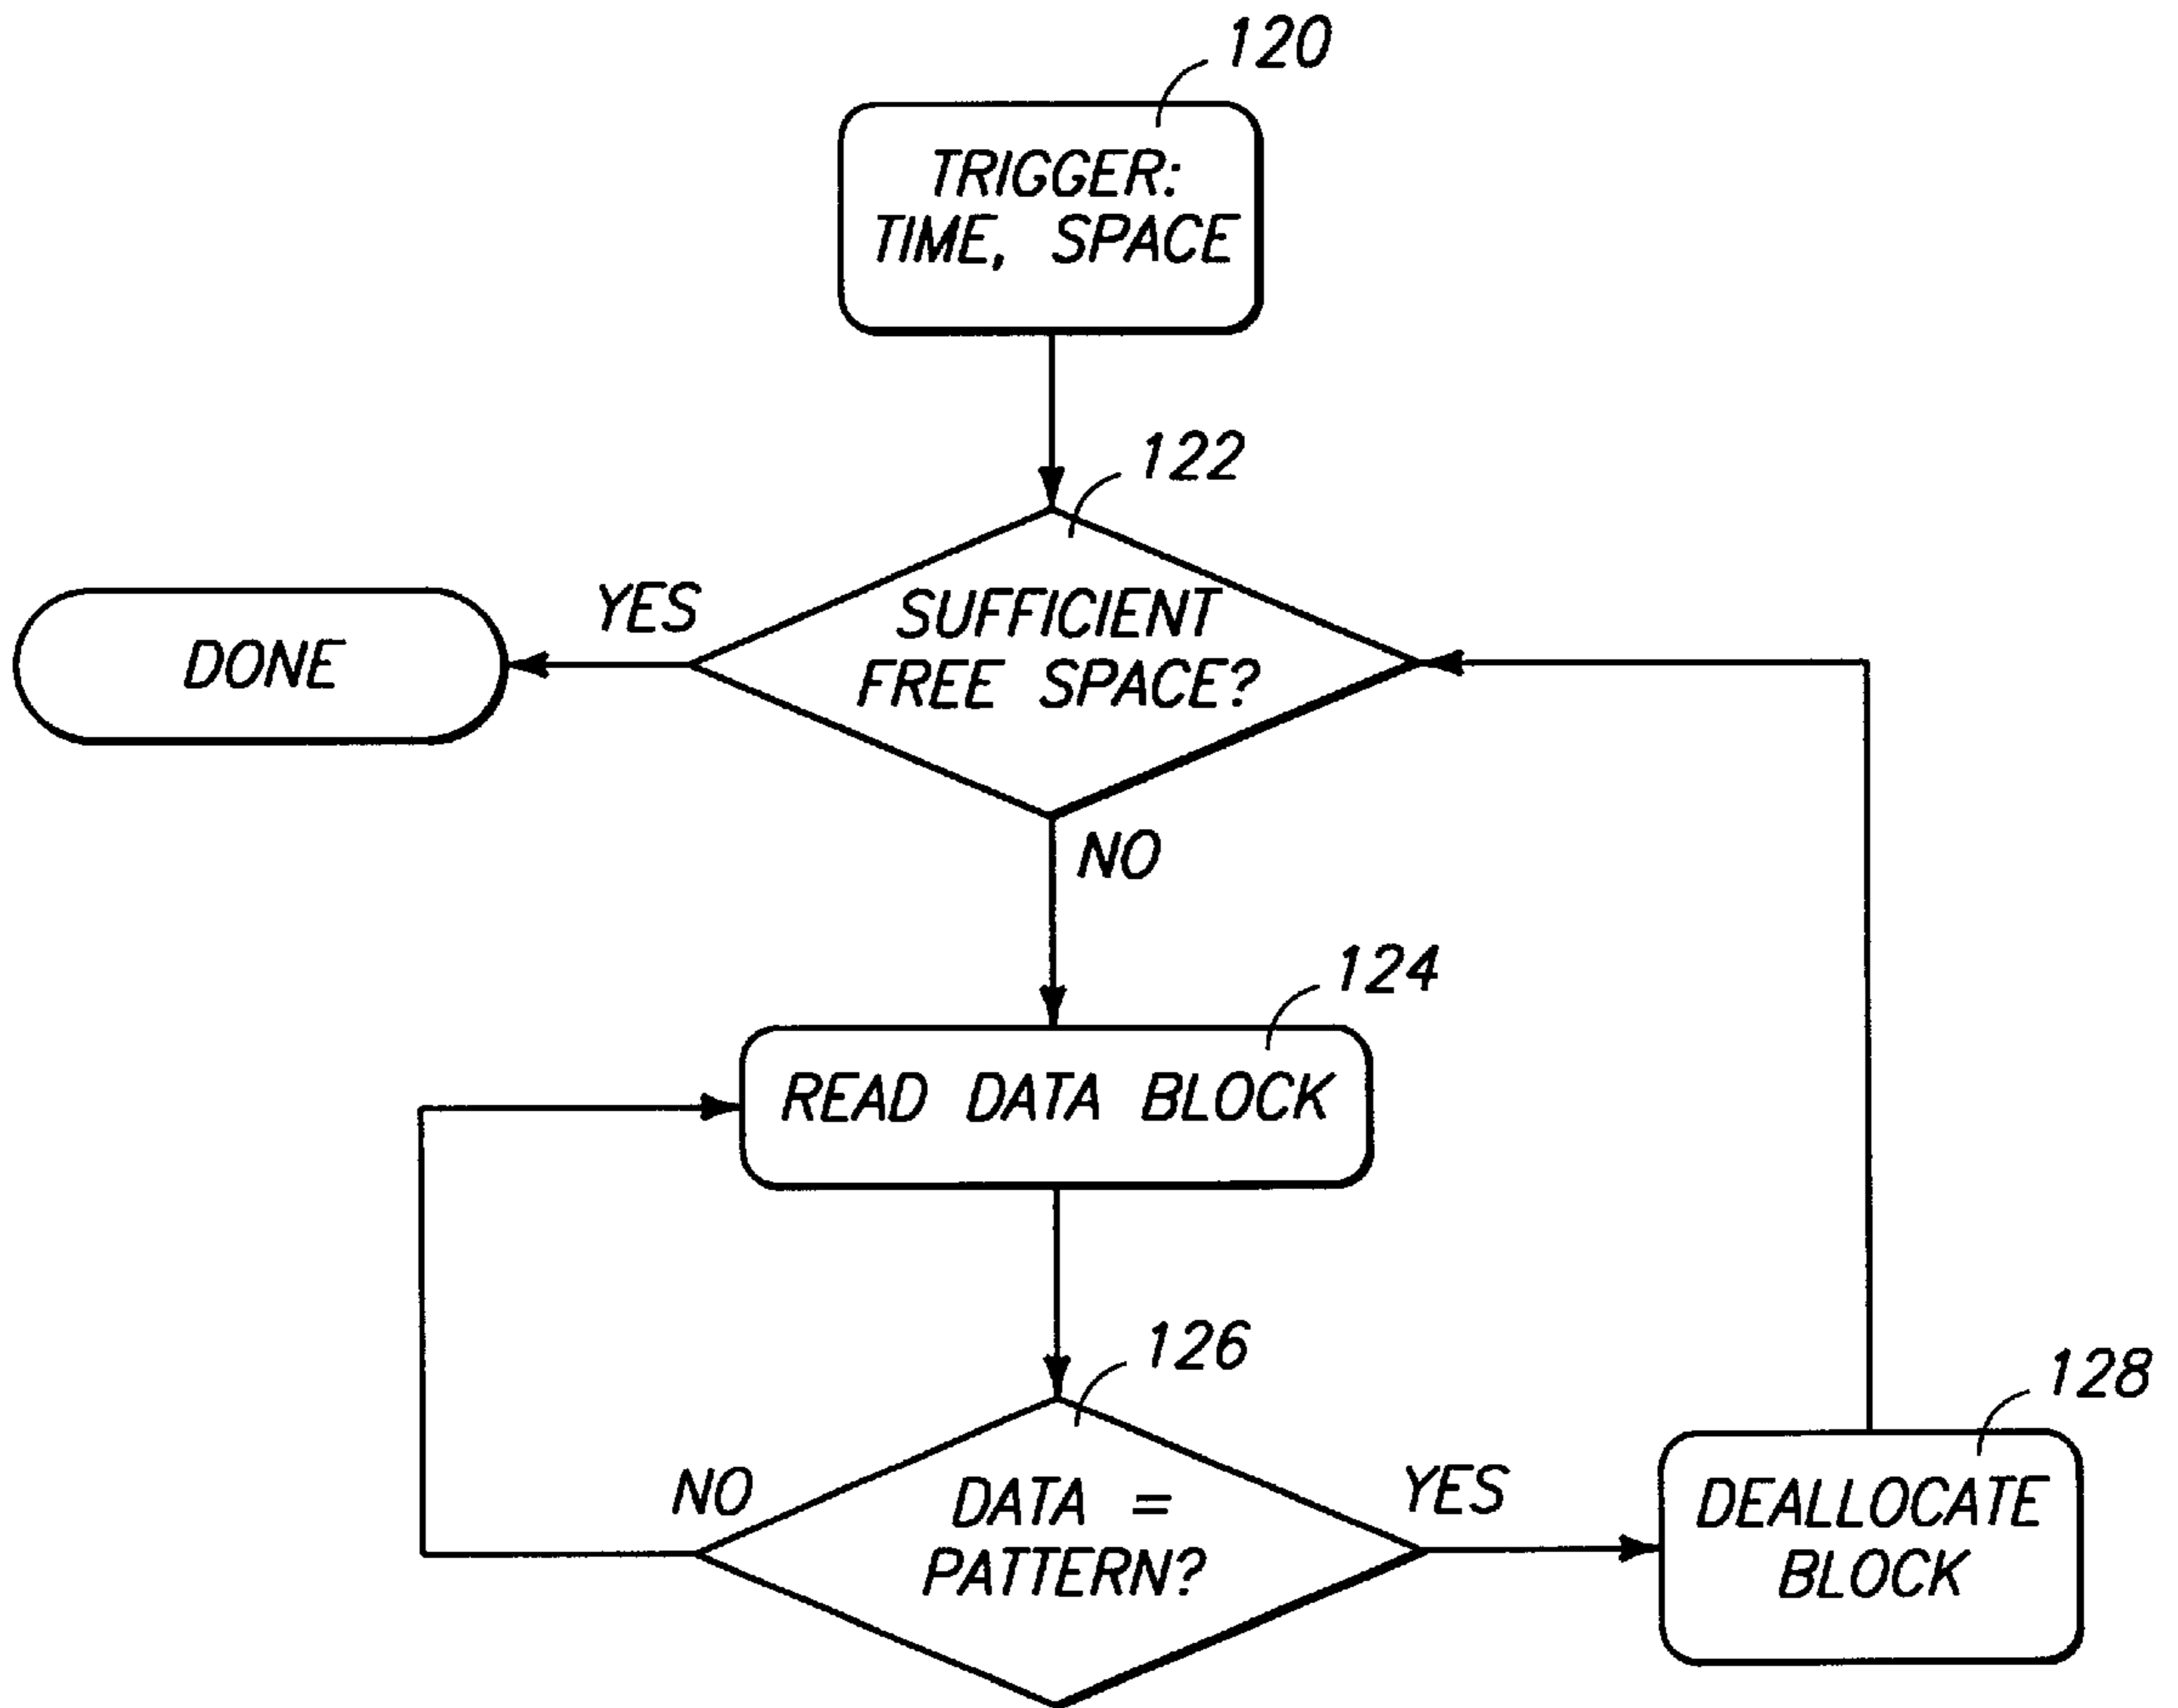 120
TRIGGER:
TIME, SPACE
122
YES
SUFFICIENT
FREE SPACE?
DONE
NO
124
READ DATA BLOCK
126
128
NO
DATA =
PATTERN?
YES
DEALLOCATE
BLOCK